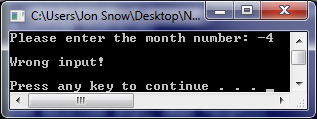 C:\Users\Jon Snow\Desktop\N...
Please enter the month number: -4
Wrong input!
Press any key to continue . . .